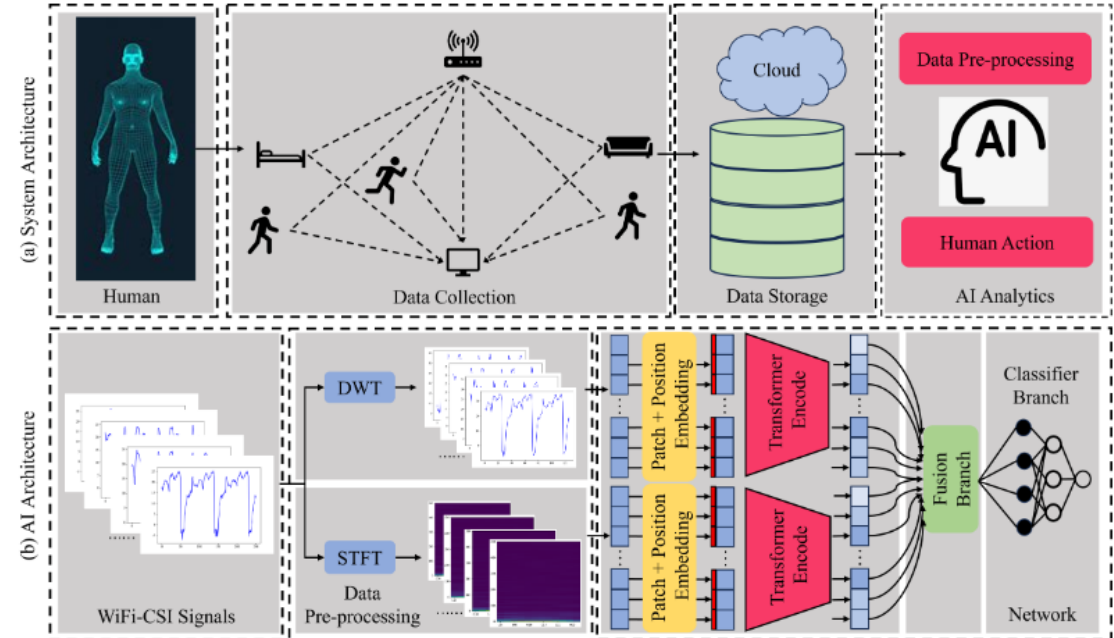 (a) System Architecture
Human
Data Collection
Cloud
Data Storage
Data Pre-processing
AI
Human Action
AI Analytics
(b) AI Architecture
WiFi-CSI Signals
DWT
STFT
Data
Pre-processing
Patch + Position
Embedding
Transformer
Encode
Patch + Position
Embedding
Transformer
Encode
Fusion
Branch
Classifier
Branch
Network